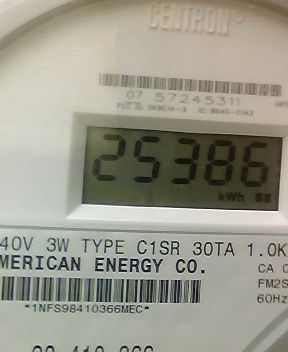 CENTRON®
07 57245311
25386
kWh
40V 3W TYPE C1SR 30TA 1.0K
MERICAN ENERGY CO.
CA 0
FM2S
60Hz
*1NFS98410366MEC*